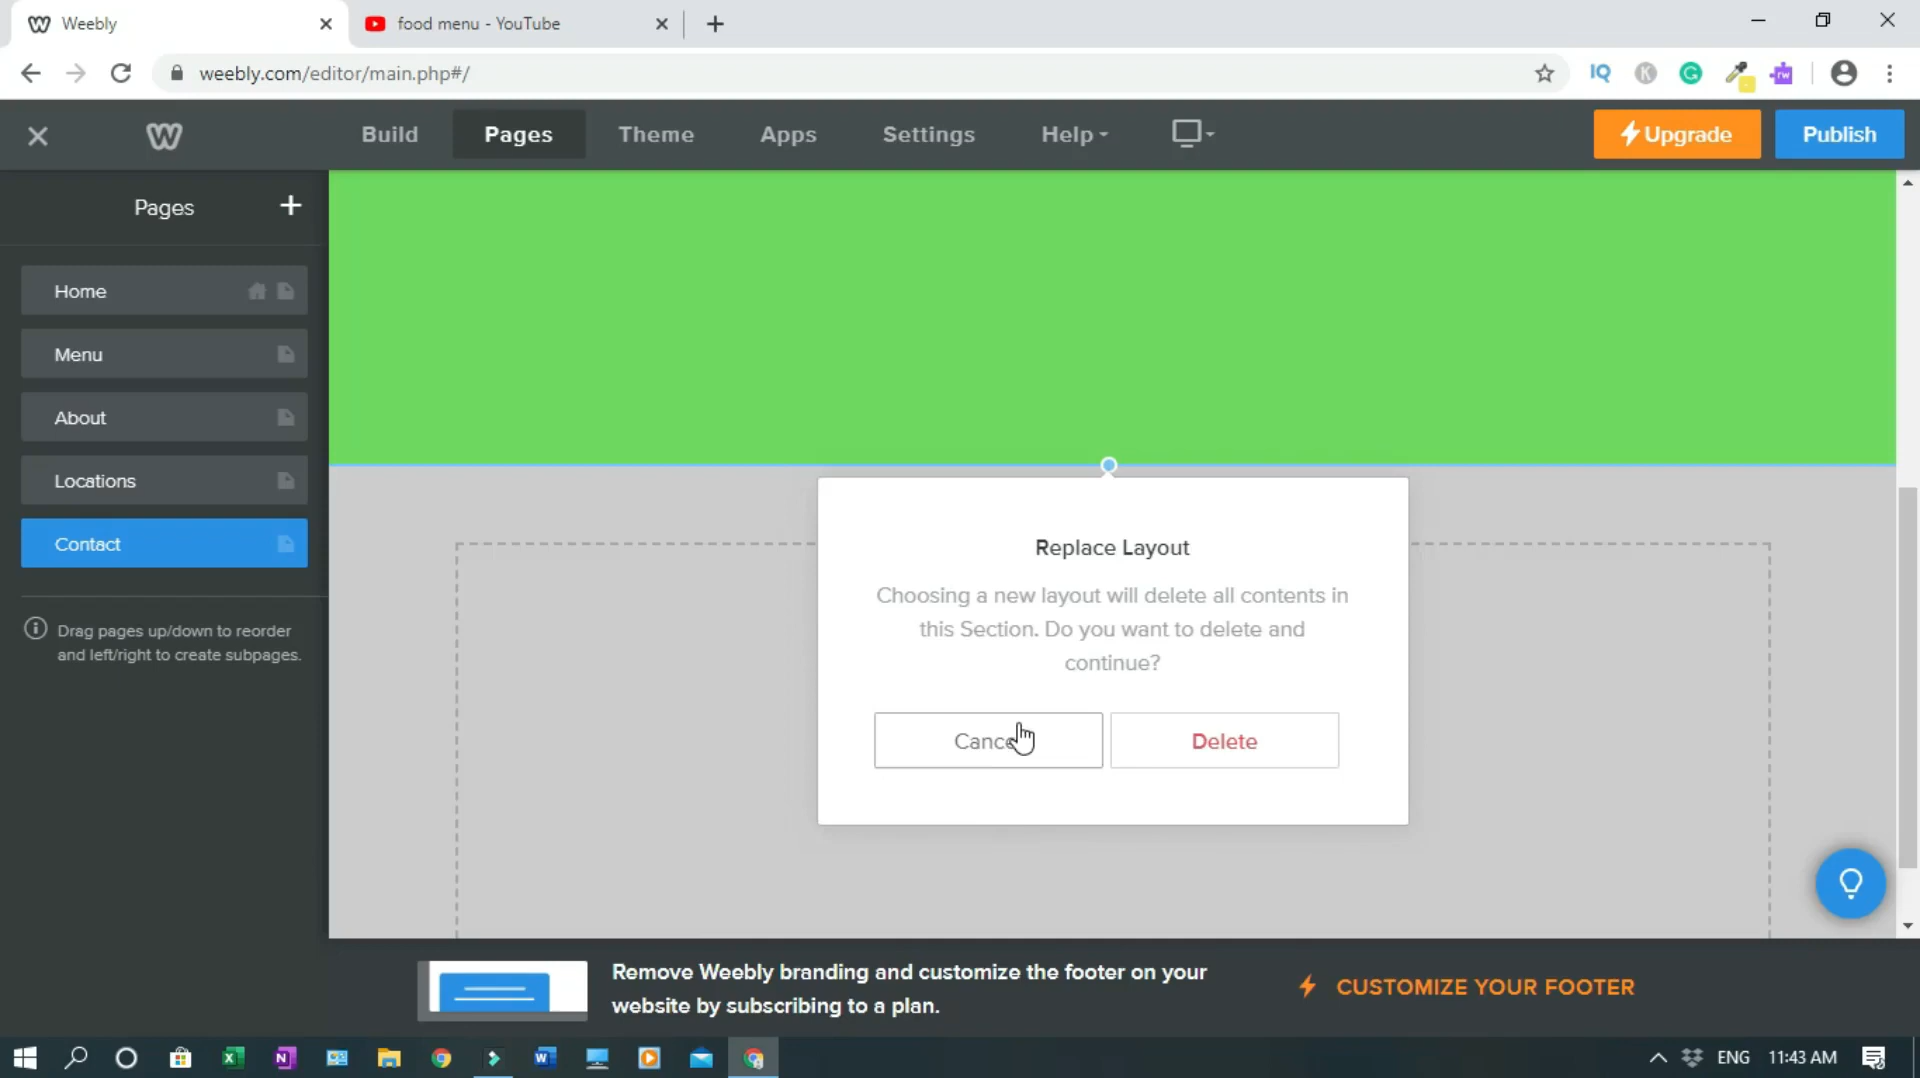 Weebly
food menu - YouTube
weebly.com/editor/main.php#/
Build
Pages
Theme
Apps
Settings
Help
Upgrade
Publish
Pages
Home
Menu
About
Locations
Contact
Drag pages up/down to reorder
and left/right to create subpages.
Replace Layout
Choosing a new layout will delete all contents in
this Section. Do you want to delete and
continue?
Delete
Remove Weebly branding and customize the footer on your
website by subscribing to a plan.
CUSTOMIZE YOUR FOOTER
ENG
11:43 AM